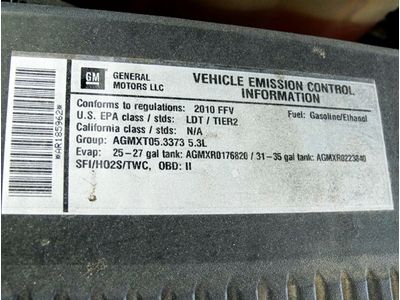 GM
GENERAL MOTORS LLC
VEHICLE EMISSION CONTROL
INFORMATION
Conforms to regulations: 2010 FFV Fuel: Gasoline/Ethanol
U.S. EPA class / stds: LDT / TIER2
California class / stds: N/A
Group: AGMXT05.3373 5.3L
Evap: 25 - 27 gal tank: AGMXR0176820 / 31 - 35 gal tank: AGMXR0223840
SFI/HO2S/TWC, OBD: II
*AR185962*